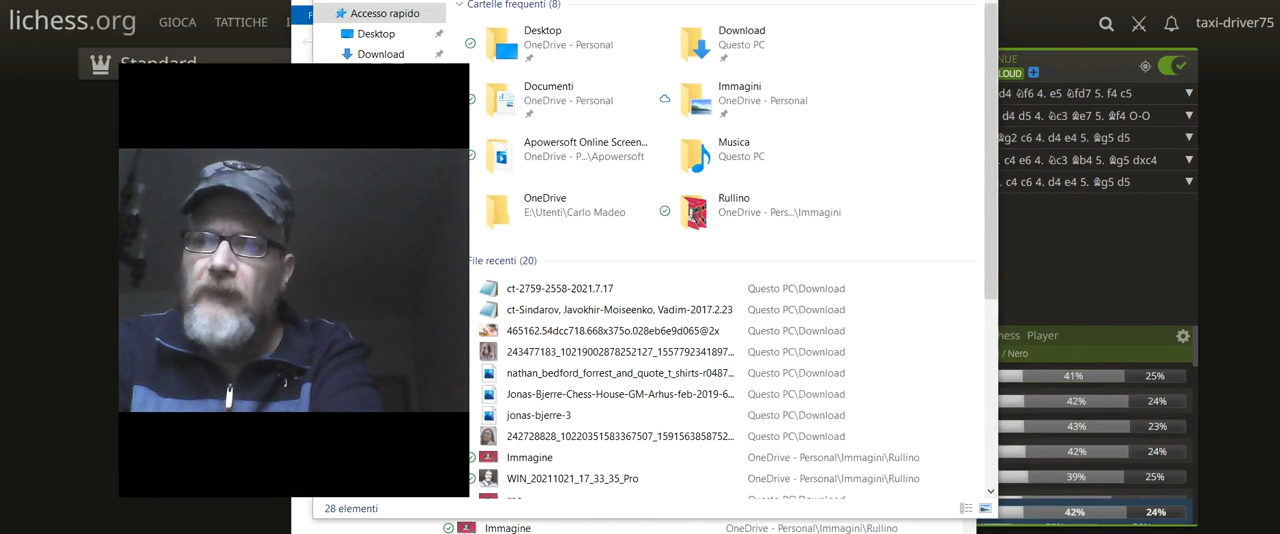 lichess.org
GIOCA
TATTICHE
taxi-driver75
Standard
Accesso rapido
Desktop
Download
Cartelle frequenti (8)
Desktop
OneDrive - Personal
Download
Questo PC
Documenti
OneDrive - Personal
Immagini
OneDrive - Personal
Apowersoft Online Screen...
OneDrive - P...\Apowersoft
Musica
Questo PC
OneDrive
E:\Utenti\Carlo Madeo
Rullino
OneDrive - Pers...\Immagini
File recenti (20)
ct-2759-2558-2021.7.17 Questo PC\Download
ct-Sindarov, Javokhir-Moiseenko, Vadim-2017.2.23 Questo PC\Download
465162.54dcc718.668x375o.028eb6e9d065@2x Questo PC\Download
243477183_10219002878252127_1557792341897... Questo PC\Download
nathan_bedford_forrest_and_quote_t_shirts-r0487... Questo PC\Download
Jonas-Bjerre-Chess-House-GM-Arhus-feb-2019-6... Questo PC\Download
jonas-bjerre-3 Questo PC\Download
242728828_10220351583367507_1591563858752... Questo PC\Download
Immagine OneDrive - Personal\Immagini\Rullino
WIN_20211021_17_33_35_Pro OneDrive - Personal\Immagini\Rullino
28 elementi
Immagine OneDrive - Personal\Immagini\Rullino
NUE
LOUD
d4 ♘f6 4. e5 ♘fd7 5. f4 c5
d4 d5 4. ♘c3 ♗e7 5. ♗f4 O-O
♗g2 c6 4. d4 e4 5. ♗g5 d5
c4 e6 4. ♘c3 ♗b4 5. ♗g5 dxc4
c4 c6 4. d4 e4 5. ♗g5 d5
hess Player
/ Nero
41% 25%
42% 24%
43% 23%
42% 24%
39% 25%
42% 24%